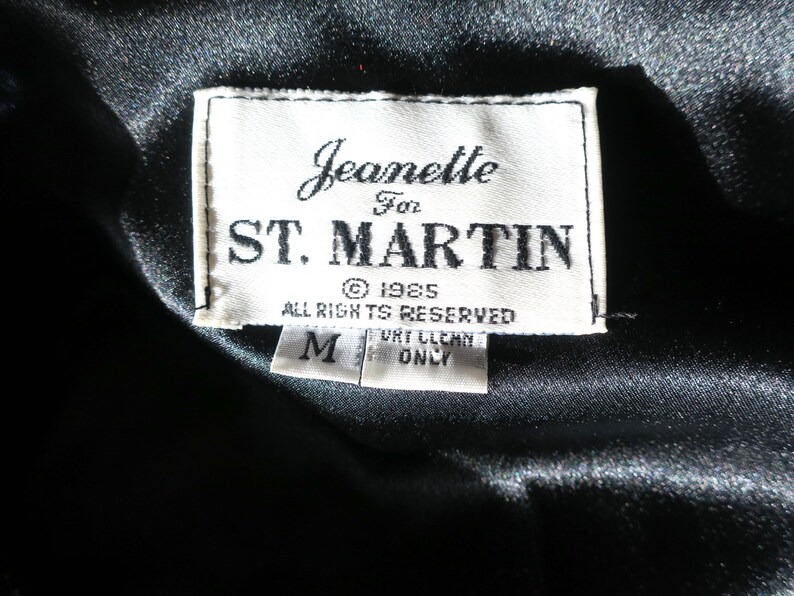 Jeanette
For
ST. MARTIN
© 1985
ALL RIGHTS RESERVED
M
DRY CLEAN
ONLY